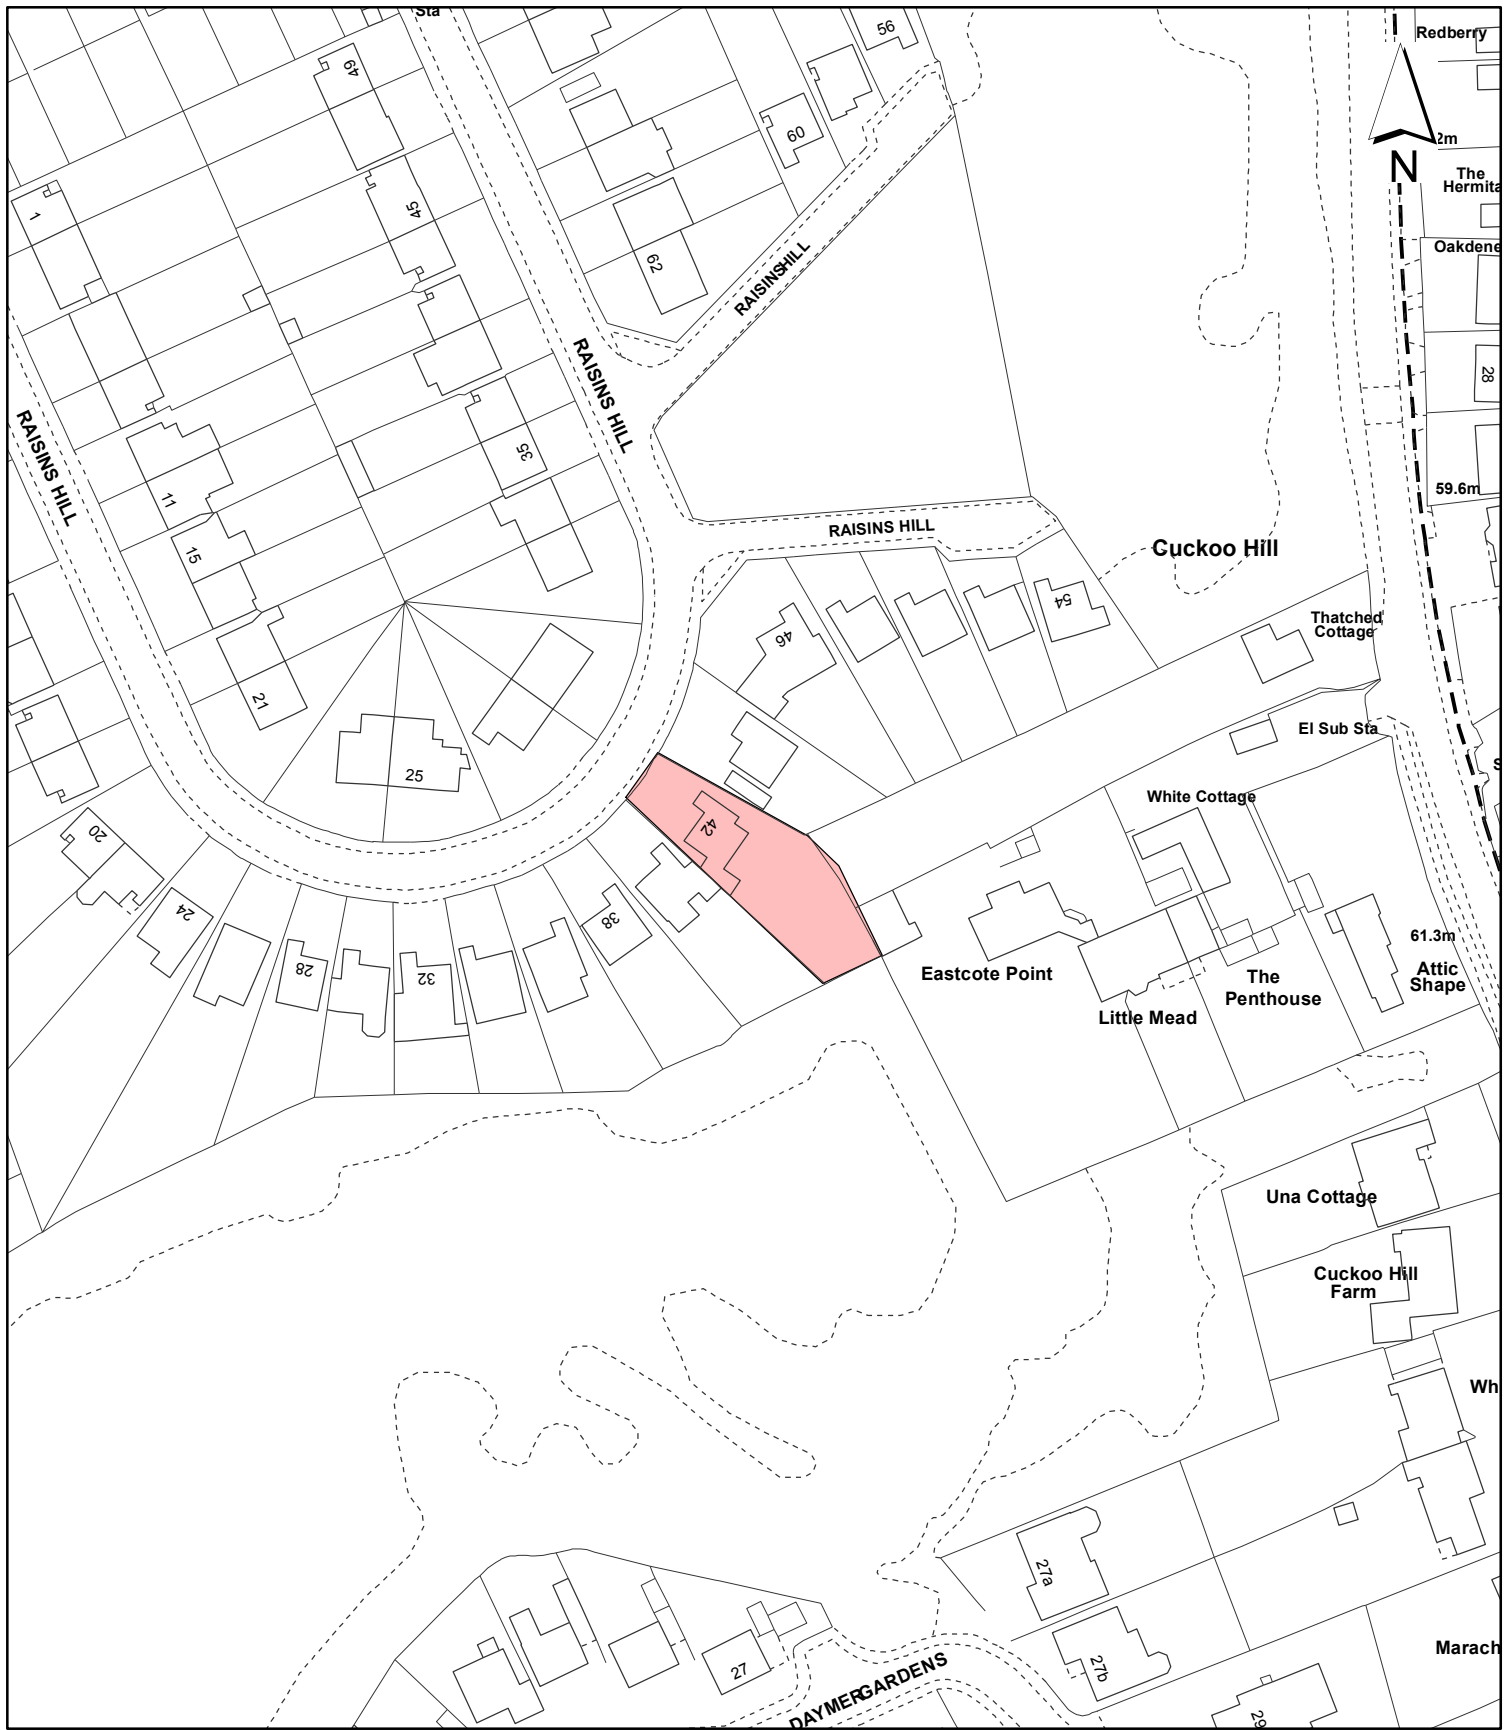 Sta
56
Redberry
49
60
2m
N
The
Hermita
1
45
Oakdene
62
RAISINSHILL
RAISINS HILL
28
RAISINS HILL
35
59.6m
11
RAISINS HILL
15
Cuckoo Hill
54
Thatched
Cottage
46
21
El Sub Sta
25
White Cottage
S
20
42
24
38
61.3m
28
32
Eastcote Point
The
Penthouse
Attic
Shape
Little Mead
Una Cottage
Cuckoo Hill
Farm
Wh
27a
Marach
27
27b
DAYMERGARDENS
29